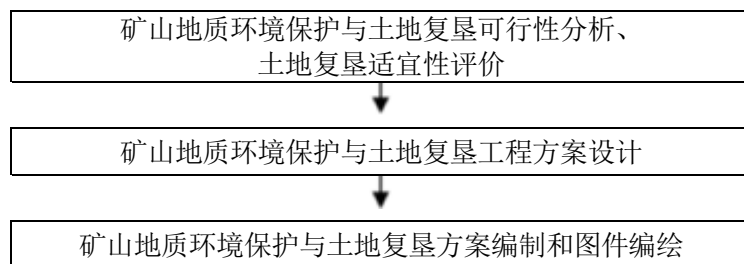 矿山地质环境保护与土地复垦可行性分析、
土地复垦适宜性评价
矿山地质环境保护与土地复垦工程方案设计
矿山地质环境保护与土地复垦方案编制和图件编绘